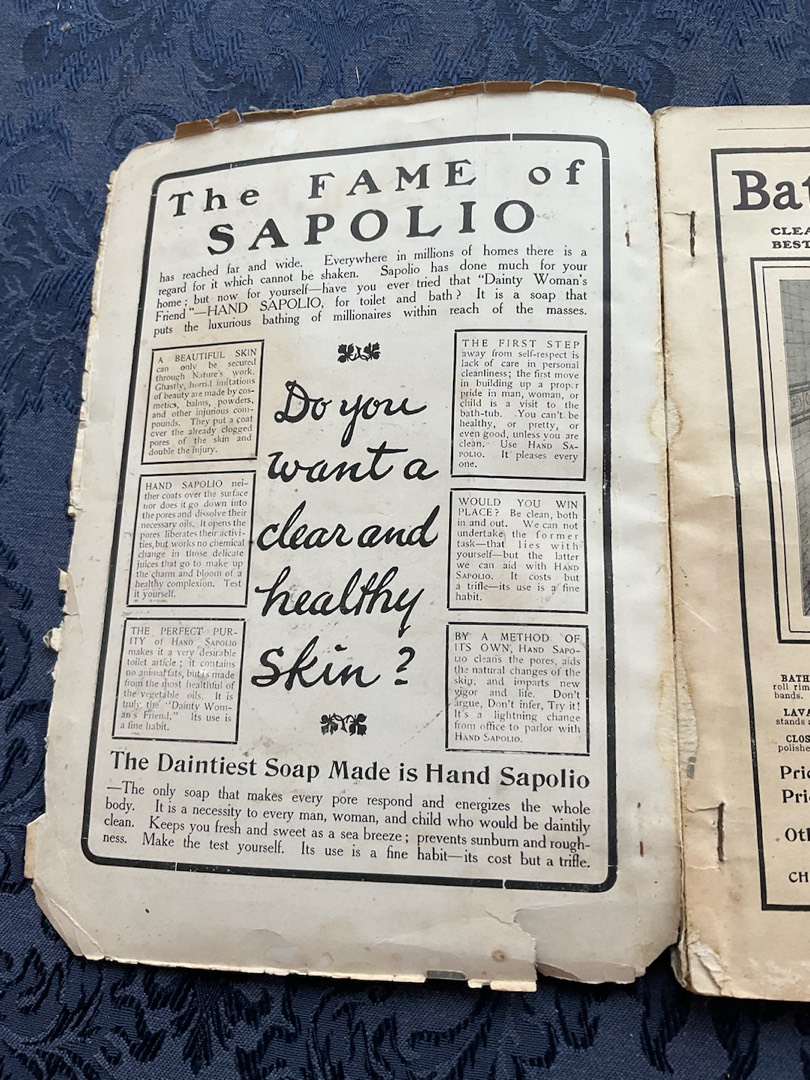 The FAME of
SAPOLIO
has reached far and wide. Everywhere in millions of homes there is a
regard for it which cannot be shaken. Sapolio has done much for your
home; but now for yourself—have you ever tried that "Dainty Woman's
Friend"—HAND SAPOLIO, for toilet and bath? It is a soap that
puts the luxurious bathing of millionaires within reach of the masses.
A BEAUTIFUL SKIN
can only be secured
through Nature's work.
Ghastly, horrid imitations
of beauty are made by cos-
metics, balms, powders,
and other injurious com-
pounds. They put a coat
over the already clogged
pores of the skin and
double the injury.
HAND SAPOLIO nei-
ther coats over the surface
nor does it go down into
the pores and dissolve their
necessary oils. It opens the
pores, liberates their activi-
ties, but works no chemical
change in those delicate
juices that go to make up
the charm and bloom of a
healthy complexion. Test
it yourself.
THE PERFECT PUR-
ITY of HAND SAPOLIO
makes it a very desirable
toilet article; it contains
no animal fats, but is made
from the most healthful of
the vegetable oils. It is
truly the "Dainty Wom-
an's Friend." Its use is
a fine habit.
Do you
want a
clear and
healthy
skin?
THE FIRST STEP
away from self-respect is
lack of care in personal
cleanliness; the first move
in building up a proper
pride in man, woman, or
child is a visit to the
bath-tub. You can't be
healthy, or pretty, or
even good, unless you are
clean. Use HAND SA-
POLIO. It pleases every
one.
WOULD YOU WIN
PLACE? Be clean, both
in and out. We can not
undertake the former
task—that lies with
yourself—but the latter
we can aid with HAND
SAPOLIO. It costs but
a trifle—its use is a fine
habit.
BY A METHOD OF
ITS OWN, HAND SAPO-
LIO cleans the pores, aids
the natural changes of the
skin, and imparts new
vigor and life. Don't
argue, Don't infer, Try it!
It's a lightning change
from office to parlor with
HAND SAPOLIO.
The Daintiest Soap Made is Hand Sapolio
—The only soap that makes every pore respond and energizes the whole
body. It is a necessity to every man, woman, and child who would be daintily
clean. Keeps you fresh and sweet as a sea breeze; prevents sunburn and rough-
ness. Make the test yourself. Its use is a fine habit—its cost but a trifle.
Bat
CLEA
BEST
BATH
roll rim
bands.
LAVA
stands
CLOS
polishe
Pric
Pri
Oth
CH